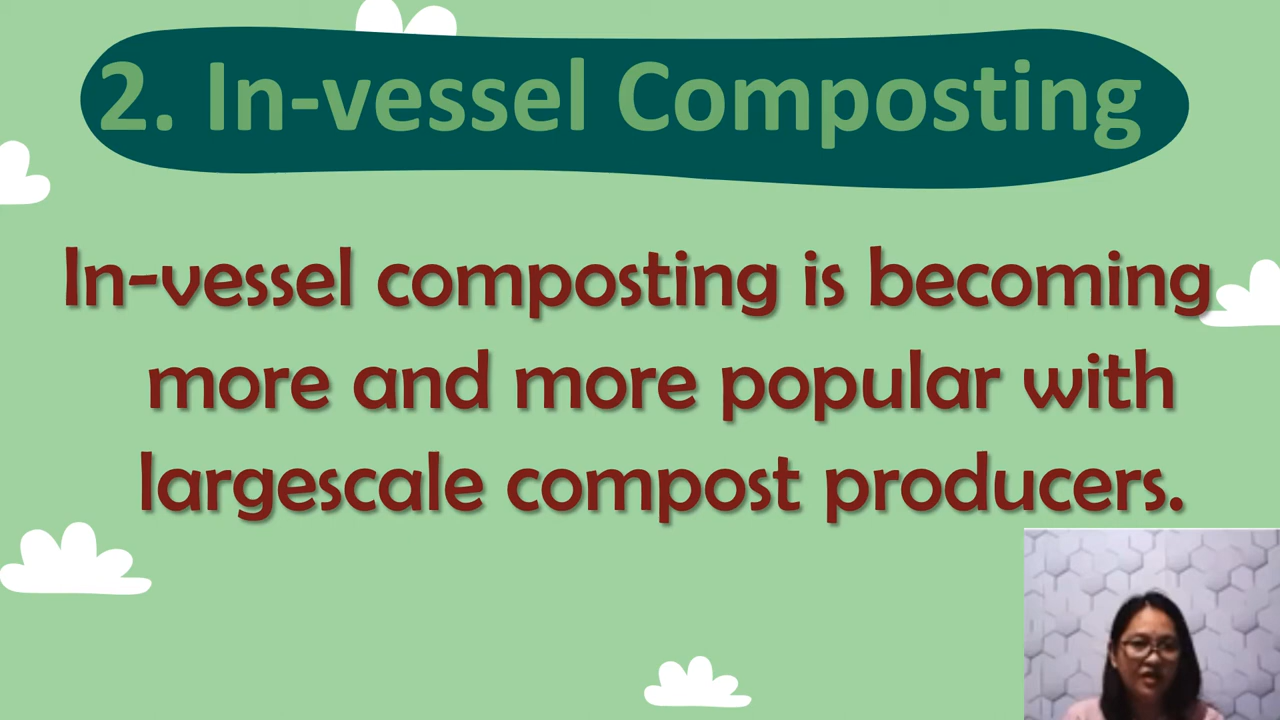 2. In-vessel Composting
In-vessel composting is becoming
more and more popular with
largescale compost producers.